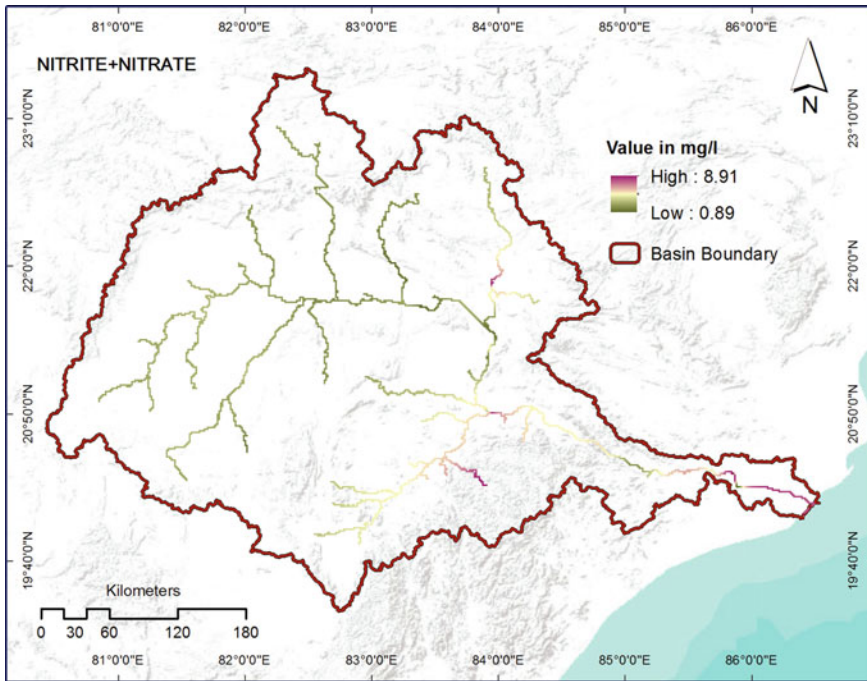 81°0'0"E 82°0'0"E 83°0'0"E 84°0'0"E 85°0'0"E 86°0'0"E
NITRITE+NITRATE
N
23°10'0"N
23°10'0"N
Value in mg/l
High : 8.91
Low : 0.89
Basin Boundary
22°0'0"N
22°0'0"N
20°50'0"N
20°50'0"N
19°40'0"N
19°40'0"N
Kilometers
0 30 60 120 180
81°0'0"E 82°0'0"E 83°0'0"E 84°0'0"E 85°0'0"E 86°0'0"E